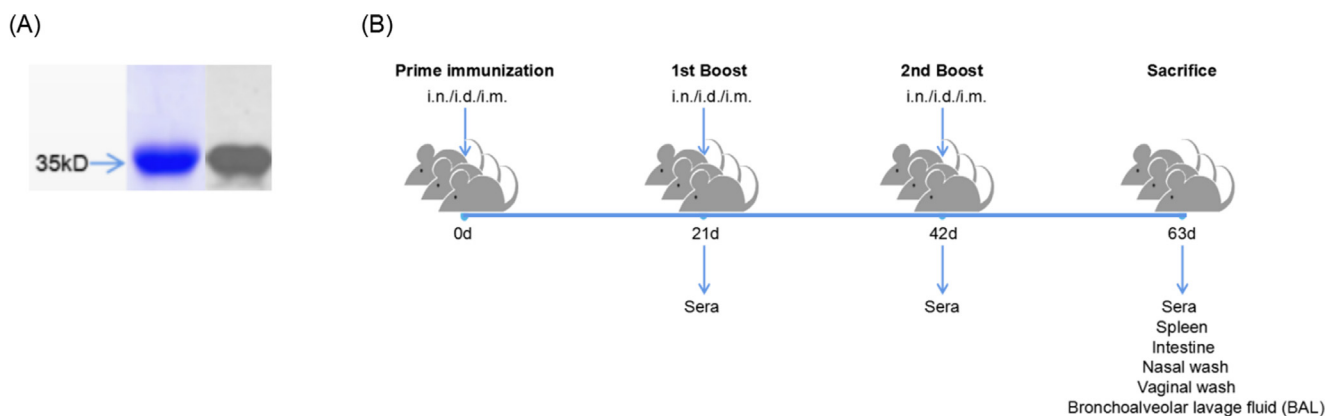 (A)
(B)
35kD
Prime immunization
i.n./i.d./i.m.
1st Boost
i.n./i.d./i.m.
2nd Boost
i.n./i.d./i.m.
Sacrifice
0d
21d
42d
63d
Sera
Sera
Sera
Spleen
Intestine
Nasal wash
Vaginal wash
Bronchoalveolar lavage fluid (BAL)